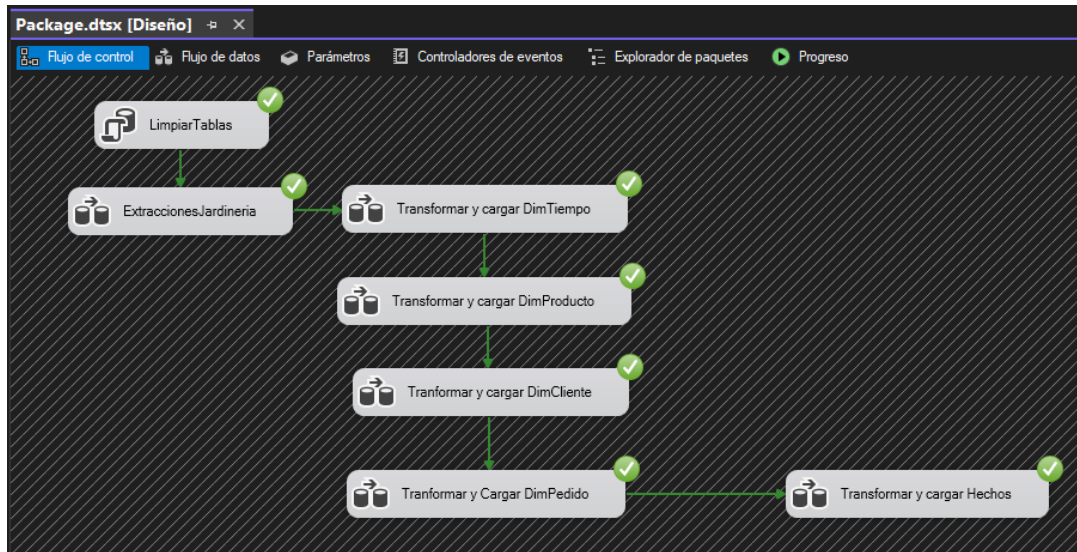 Package.dtsx [Diseño]
Flujo de control Flujo de datos Parámetros Controladores de eventos Explorador de paquetes Progreso
LimpiarTablas
ExtraccionesJardineria
Transformar y cargar DimTiempo
Transformar y cargar DimProducto
Tranformar y cargar DimCliente
Tranformar y Cargar DimPedido
Transformar y cargar Hechos